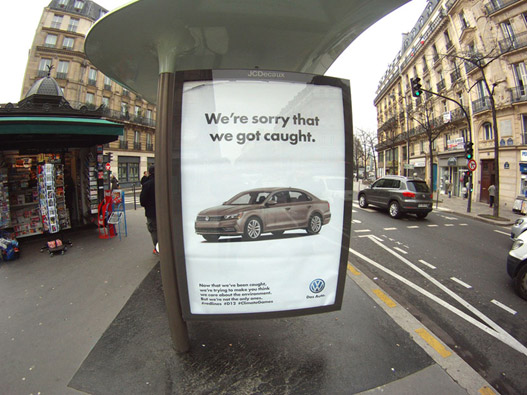 JCDecaux
We're sorry that
we got caught.
Now that we've been caught,
we're trying to make you think
we care about the environment.
But we're not the only ones.
#redlines #D12 #ClimateGames
Das Auto.